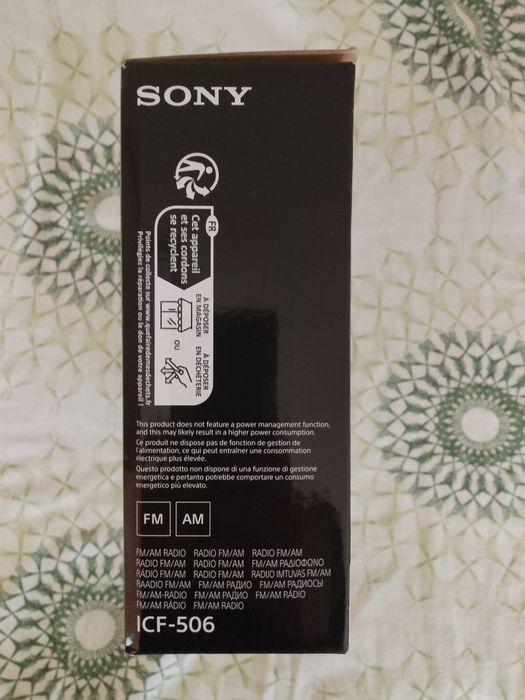 SONY
FR
Cet appareil
et ses cordons
se recyclent
À DÉPOSER
EN MAGASIN
OU
À DÉPOSER
EN DÉCHÈTERIE
Points de collecte sur www.quefairedemesdechets.fr
Privilégiez la réparation ou le don de votre appareil !
This product does not feature a power management function,
and this may likely result in a higher power consumption.
Ce produit ne dispose pas de fonction de gestion de
l'alimentation, ce qui peut entraîner une consommation
électrique plus élevée.
Questo prodotto non dispone di una funzione di gestione
energetica e pertanto potrebbe comportare un consumo
energetico più elevato.
FM AM
FM/AM RADIO RADIO FM/AM RADIO FM/AM
RADIO FM/AM RADIO FM/AM FM/AM ΡΑΔΙΟΦΩΝΟ
RÁDIO FM/AM RADIO FM/AM RADIJO IMTUVAS FM/AM
RAADIO FM/AM FM/AM РАДИО FM/AM РАДИОСЫ
FM/AM-RADIO FM/AM РАДИО FM/AM RÁDIÓ
FM/AM RÁDIO FM/AM RADIO
ICF-506